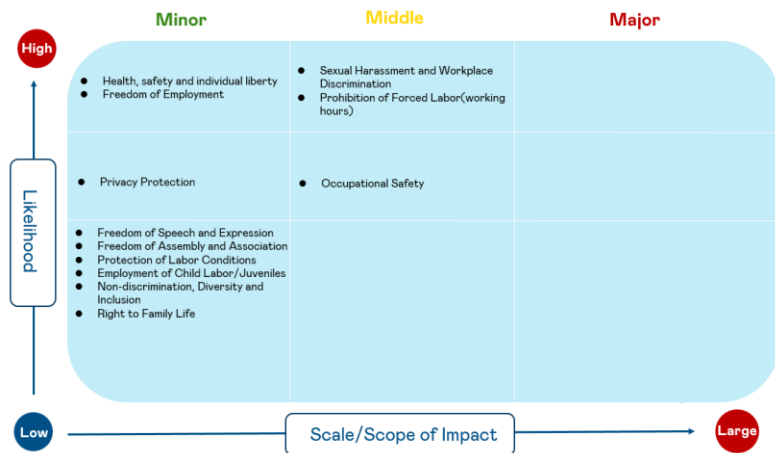 Minor
Middle
Major
High
● Health, safety and individual liberty
● Freedom of Employment
● Sexual Harassment and Workplace
Discrimination
● Prohibition of Forced Labor(working
hours)
● Privacy Protection
● Occupational Safety
Likelihood
● Freedom of Speech and Expression
● Freedom of Assembly and Association
● Protection of Labor Conditions
● Employment of Child Labor/Juveniles
● Non-discrimination, Diversity and
Inclusion
● Right to Family Life
Low
Scale/Scope of Impact
Large